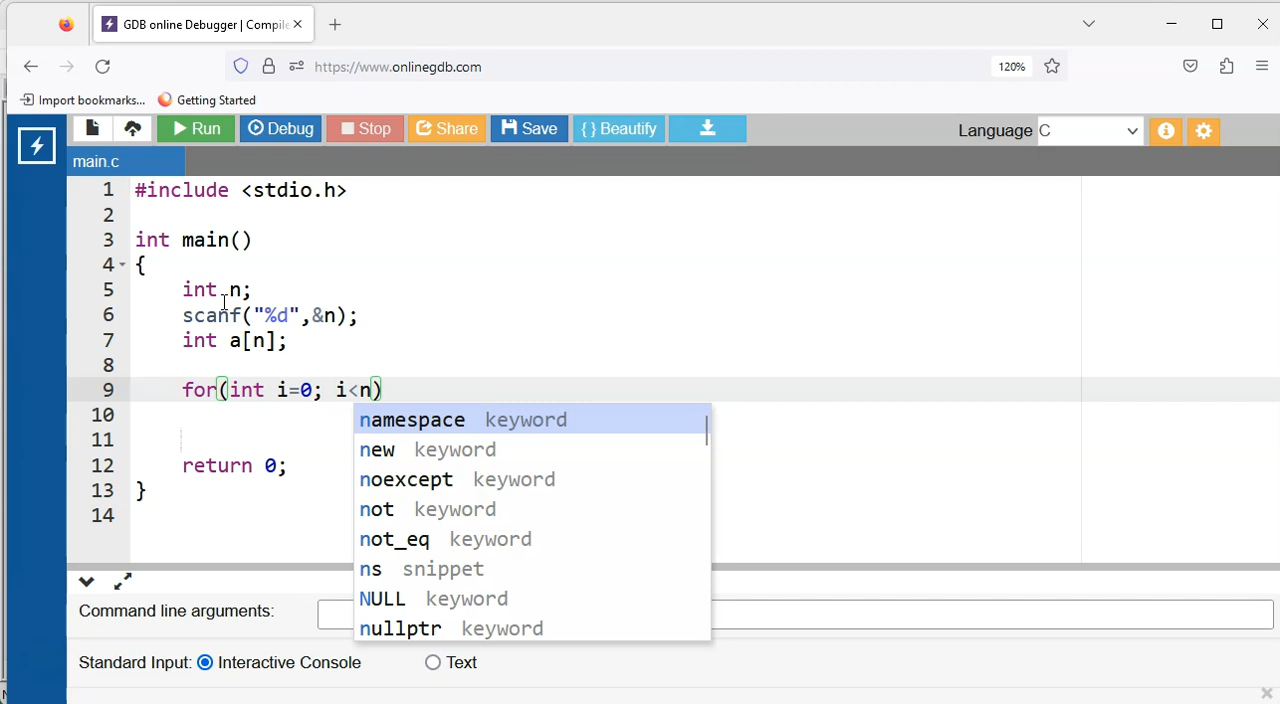 GDB online Debugger | Compile
https://www.onlinegdb.com
120%
Import bookmarks...
Getting Started
Run
Debug
Stop
Share
Save
{ } Beautify
Language
C
main.c
1 #include <stdio.h>
2
3 int main()
4 {
5 int n;
6 scanf("%d",&n);
7 int a[n];
8
9 for(int i=0; i<n)
10
11
12 return 0;
13 }
14
namespace keyword
new keyword
noexcept keyword
not keyword
not_eq keyword
ns snippet
NULL keyword
nullptr keyword
Command line arguments:
Standard Input: Interactive Console
Text